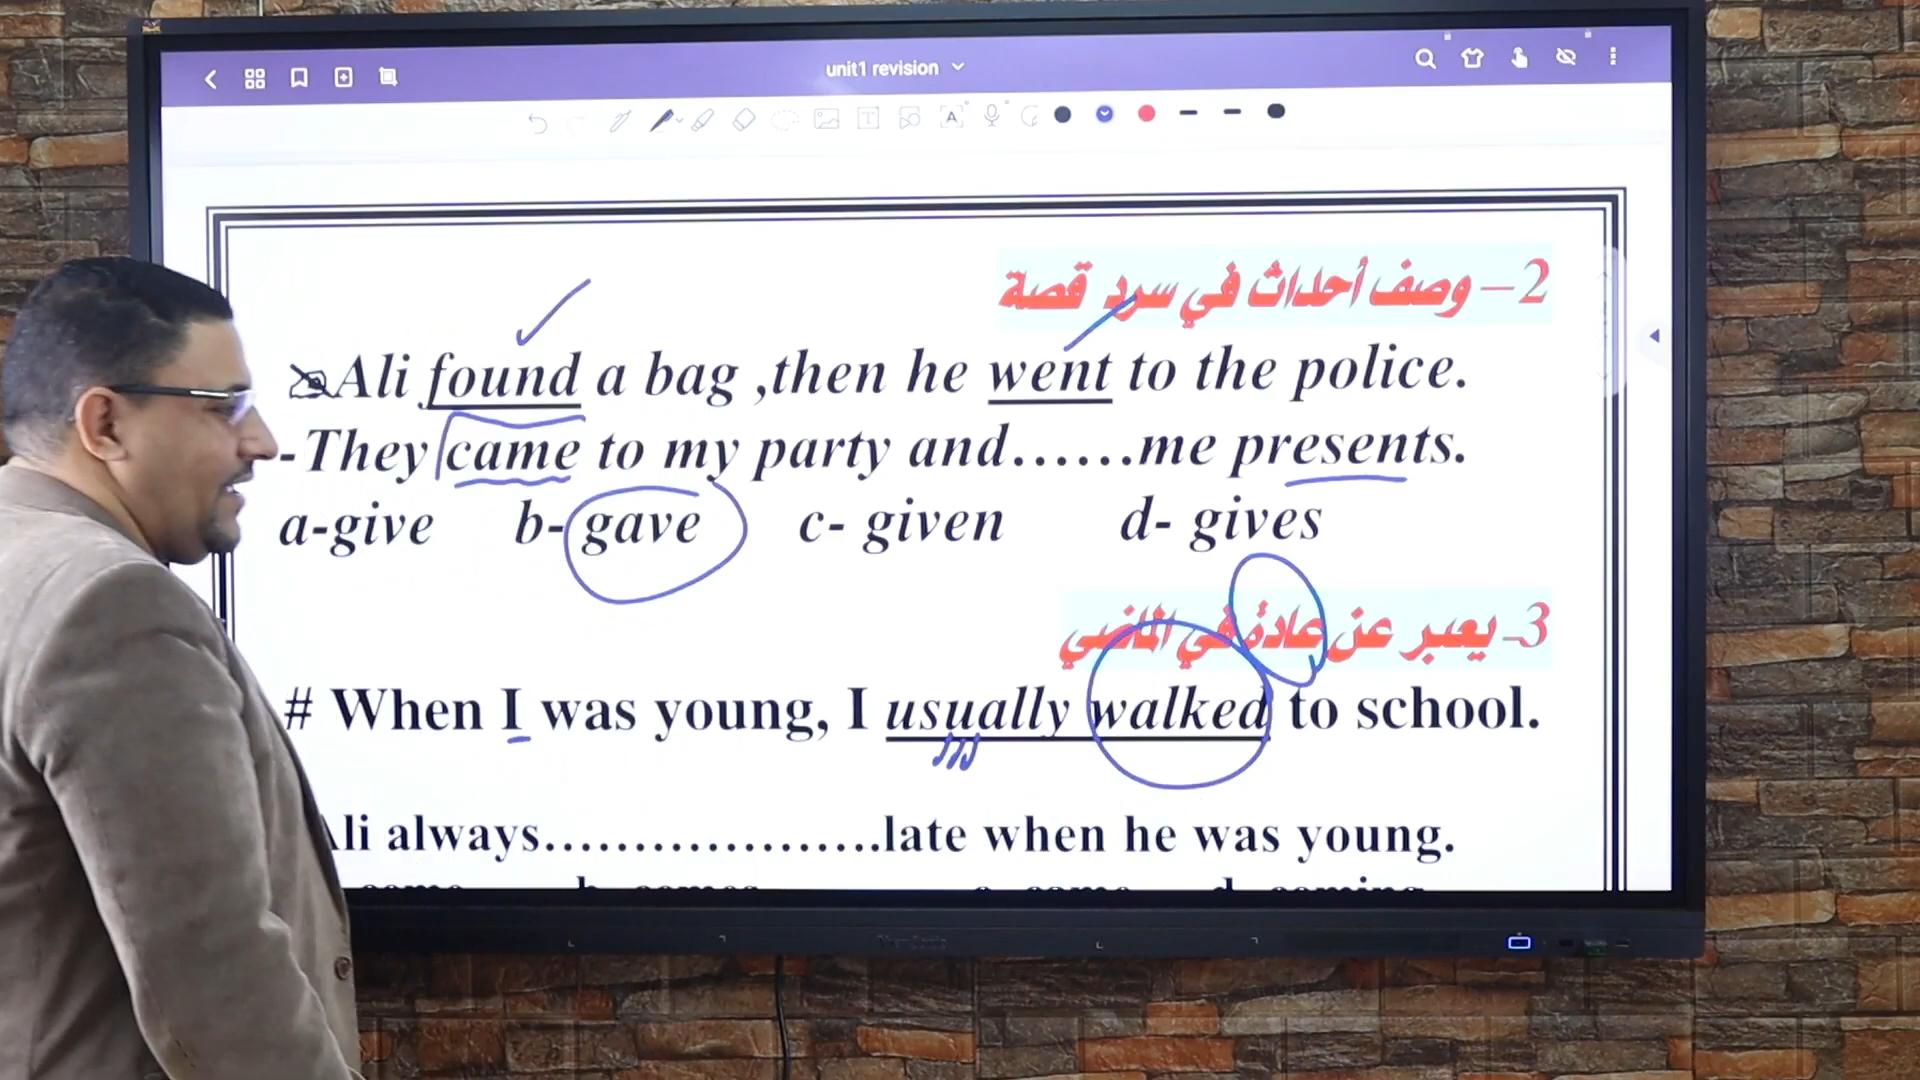 unit1 revision
2- وصف أحداث في سرد قصة
Ali found a bag ,then he went to the police.
-They came to my party and......me presents.
a-give b- gave c- given d- gives
3- يعبر عن عادة في الماضي
# When I was young, I usually walked to school.
Ali always...................late when he was young.